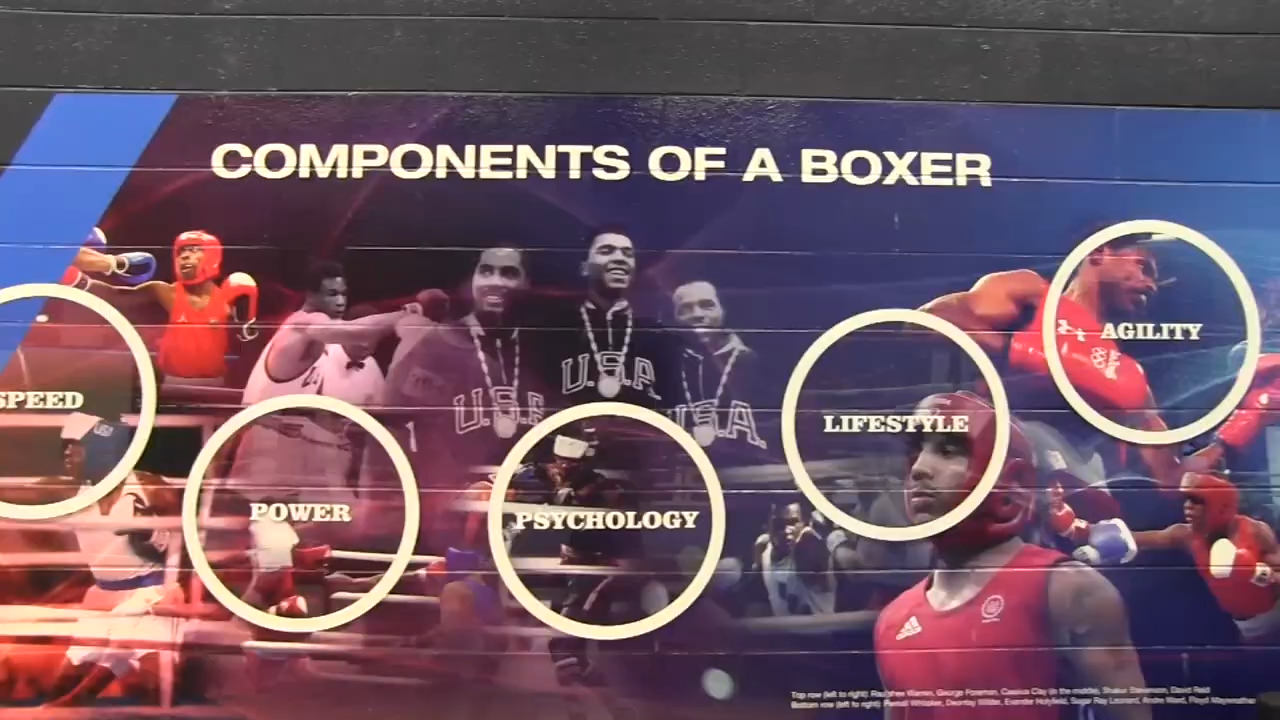 COMPONENTS OF A BOXER
AGILITY
SPEED
LIFESTYLE
POWER
PSYCHOLOGY
U.S.A.
U.S.A
U.S.A.
Top row (left to right): Rau'shee Warren, George Foreman, Cassius Clay (in the middle), Shakur Stevenson, David Reid
Bottom row (left to right): Pernell Whitaker, Deontay Wilder, Evander Holyfield, Sugar Ray Leonard, Andre Ward, Floyd Mayweather